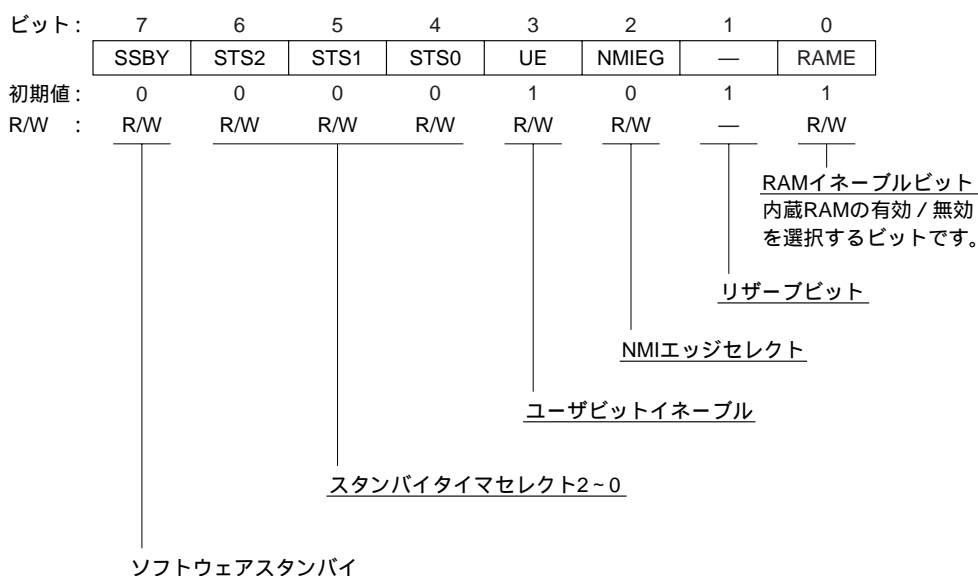 ビット: 7 6 5 4 3 2 1 0
SSBY STS2 STS1 STS0 UE NMIEG — RAME
初期値: 0 0 0 0 1 0 1 1
R/W : R/W R/W R/W R/W R/W R/W — R/W
RAMイネーブルビット
内蔵RAMの有効/無効
を選択するビットです。
リザーブビット
NMIエッジセレクト
ユーザビットイネーブル
スタンバイタイマセレクト2~0
ソフトウェアスタンバイ